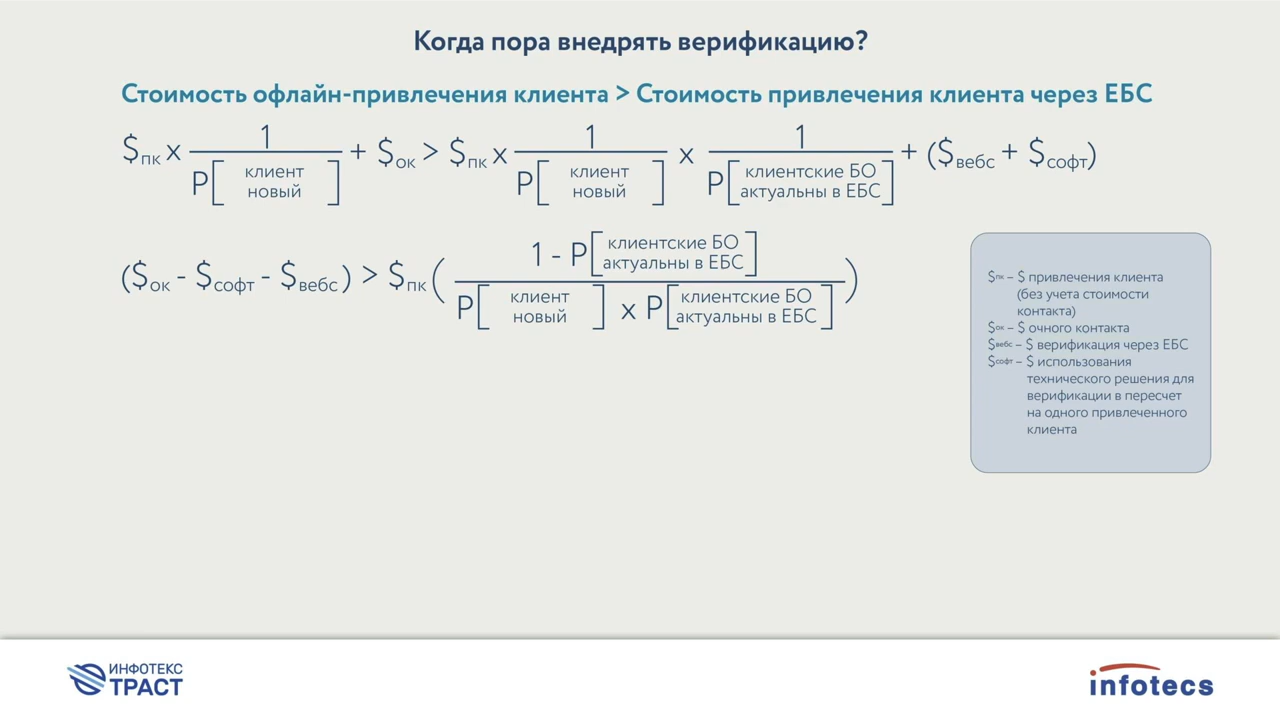 Когда пора внедрять верификацию?
Стоимость офлайн-привлечения клиента > Стоимость привлечения клиента через ЕБС
$пк x 1 / P[клиент новый] + $ок > $пк x 1 / P[клиент новый] x 1 / P[клиентские БО актуальны в ЕБС] + ($вебс + $софт)
($ок - $софт - $вебс) > $пк (1 - P[клиентские БО актуальны в ЕБС] / P[клиент новый] x P[клиентские БО актуальны в ЕБС])
$пк – $ привлечения клиента
(без учета стоимости
контакта)
$ок – $ очного контакта
$вебс – $ верификация через ЕБС
$софт – $ использования
технического решения для
верификации в пересчет
на одного привлеченного
клиента
ИНФОТЕКС
ТРАСТ
infotecs